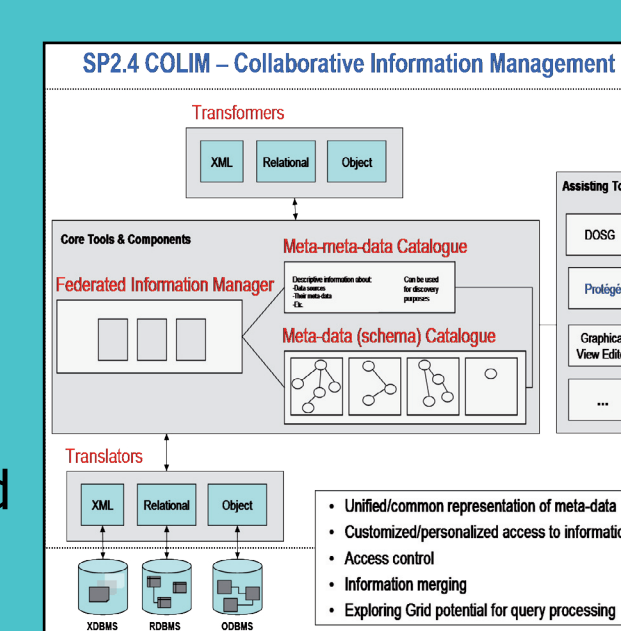 SP2.4 COLIM – Collaborative Information Management
Transformers
XML Relational Object
Core Tools & Components
Meta-meta-data Catalogue
Descriptive information about:
-Data sources
-Their meta-data
-Etc.
Can be used
for discovery
purposes
Federated Information Manager
Meta-data (schema) Catalogue
Assisting To
DOSG
Protégé
Graphica
View Edit
...
Translators
XML Relational Object
XDBMS RDBMS ODBMS
d
• Unified/common representation of meta-data
• Customized/personalized access to informatio
• Access control
• Information merging
• Exploring Grid potential for query processing